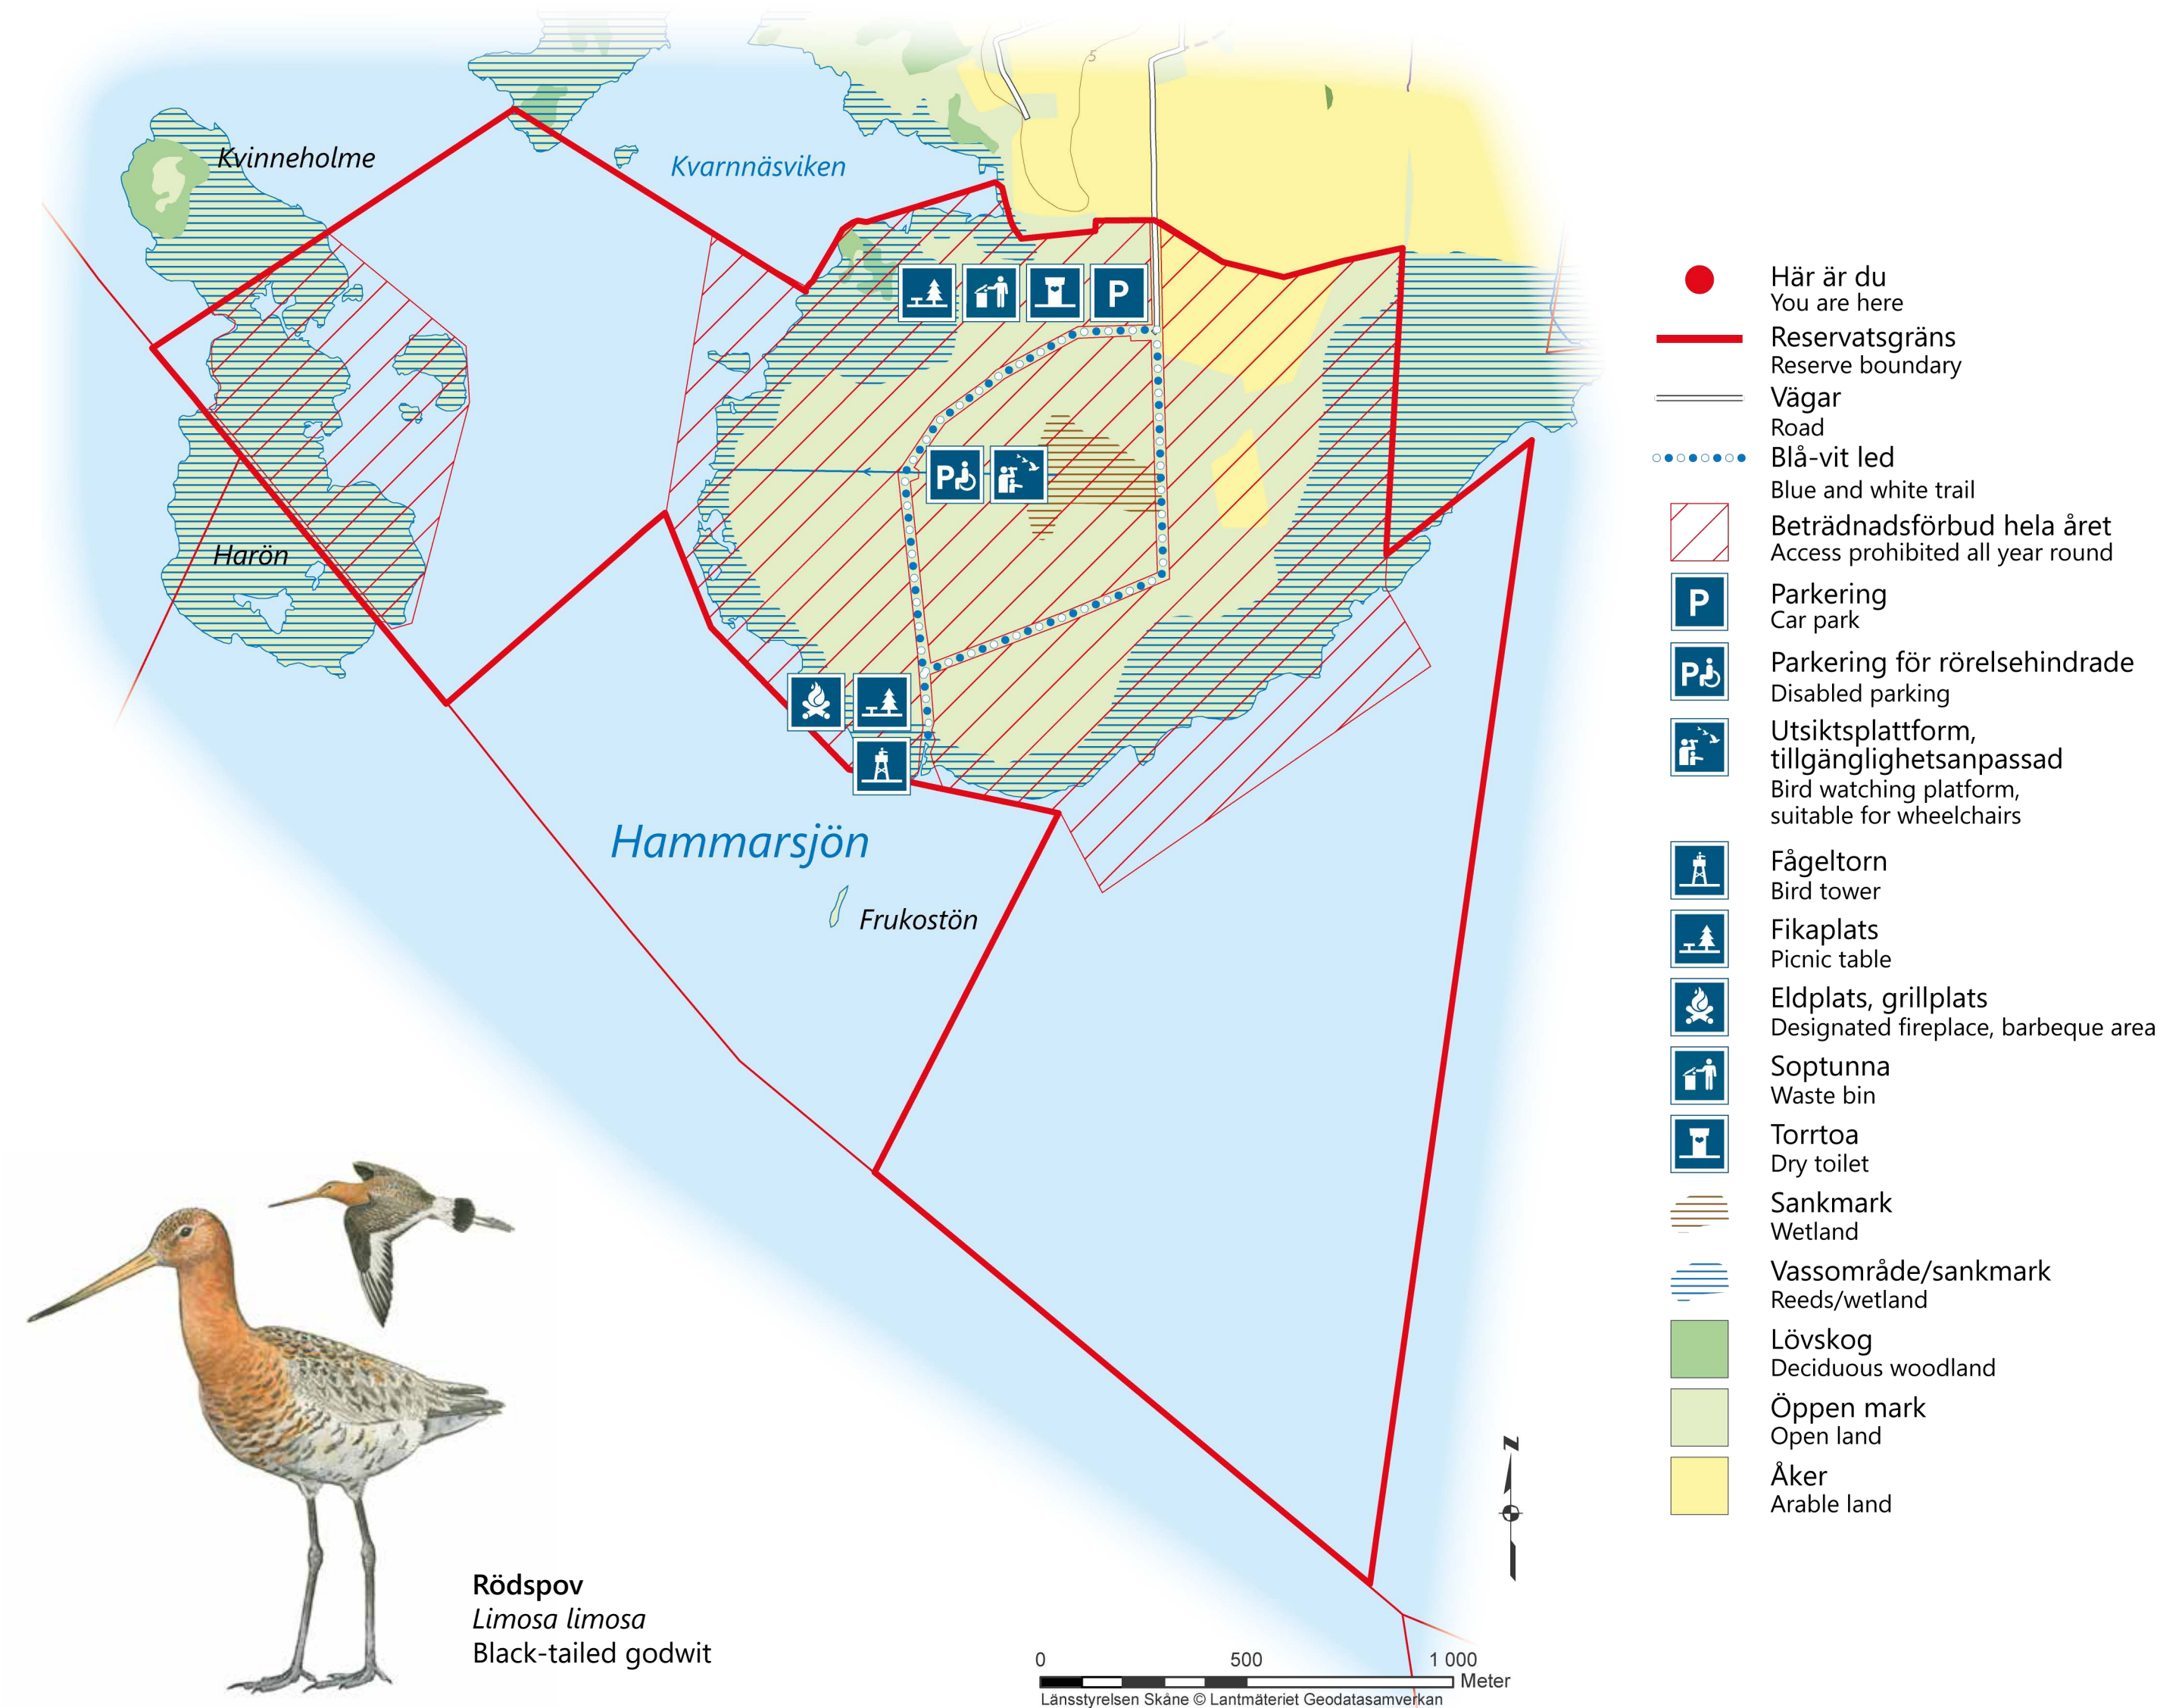 5
Kvinneholme
Kvarnnäsviken
P
P
Harön
Hammarsjön
Frukostön
Här är du
You are here
Reservatsgräns
Reserve boundary
Vägar
Road
Blå-vit led
Blue and white trail
Beträdnadsförbud hela året
Access prohibited all year round
P
Parkering
Car park
P
Parkering för rörelsehindrade
Disabled parking
Utsiktsplattform,
tillgänglighetsanpassad
Bird watching platform,
suitable for wheelchairs
Fågeltorn
Bird tower
Fikaplats
Picnic table
Eldplats, grillplats
Designated fireplace, barbeque area
Soptunna
Waste bin
Torrtoa
Dry toilet
Sankmark
Wetland
Vassområde/sankmark
Reeds/wetland
Lövskog
Deciduous woodland
Öppen mark
Open land
Åker
Arable land
N
Rödspov
Limosa limosa
Black-tailed godwit
0 500 1 000
Meter
Länsstyrelsen Skåne © Lantmäteriet Geodatasamverkan